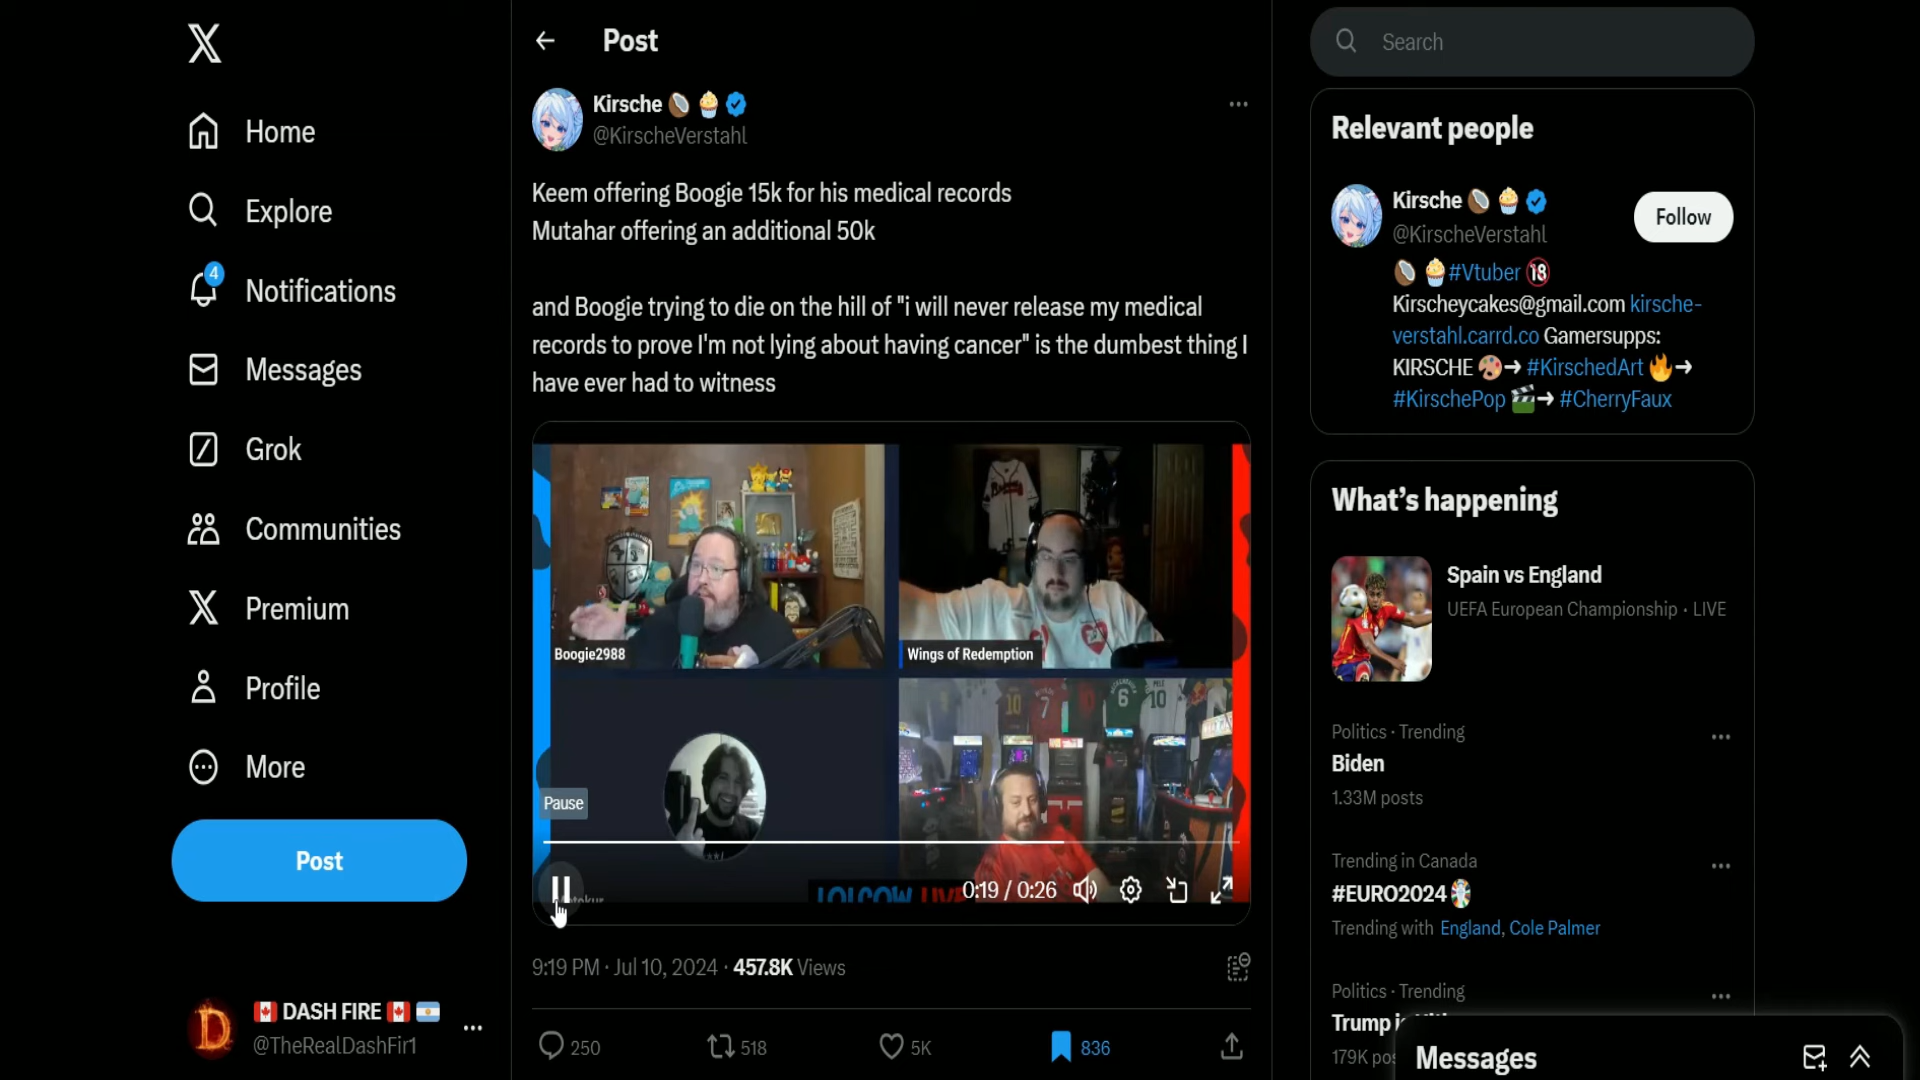 Home
Explore
4
Notifications
Messages
Grok
Communities
Premium
Profile
More
Post
DASH FIRE
@TheRealDashFir1
Post
Kirsche
@KirscheVerstahl
Keem offering Boogie 15k for his medical records
Mutahar offering an additional 50k
and Boogie trying to die on the hill of "i will never release my medical
records to prove I'm not lying about having cancer" is the dumbest thing I
have ever had to witness
Boogie2988
Wings of Redemption
Pause
LOLCOW LIVE
0:19 / 0:26
9:19 PM · Jul 10, 2024 · 457.8K Views
250
518
5K
836
Search
Relevant people
Kirsche
@KirscheVerstahl
Follow
#Vtuber
Kirscheycakes@gmail.com kirsche-
verstahl.carrd.co Gamersupps:
KIRSCHE #KirschedArt
#KirschePop #CherryFaux
What's happening
Spain vs England
UEFA European Championship · LIVE
Politics · Trending
Biden
1.33M posts
Trending in Canada
#EURO2024
Trending with England, Cole Palmer
Politics · Trending
Trump
179K
Messages